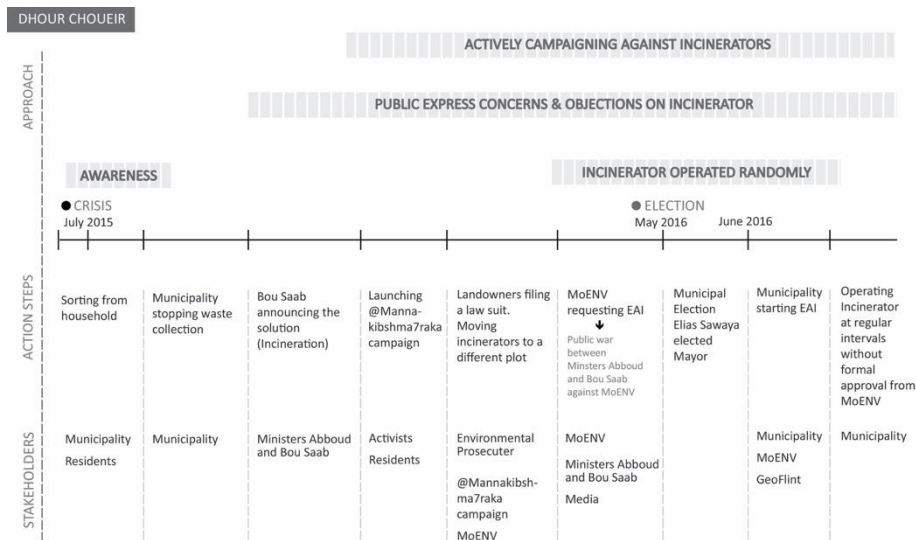 DHOUR CHOUEIR
APPROACH
ACTIVELY CAMPAIGNING AGAINST INCINERATORS
PUBLIC EXPRESS CONCERNS & OBJECTIONS ON INCINERATOR
AWARENESS
INCINERATOR OPERATED RANDOMLY
CRISIS
July 2015
ELECTION
May 2016
June 2016
ACTION STEPS
Sorting from
household
Municipality
stopping waste
collection
Bou Saab
announcing the
solution
(Incineration)
Launching
@Manna-
kibshma7raka
campaign
Landowners filing
a law suit.
Moving
incinerators to a
different plot
MoENV
requesting EAI
Public war
between
Minsters Abboud
and Bou Saab
against MoENV
Municipal
Election
Elias Sawaya
elected
Mayor
Municipality
starting EAI
Operating
Incinerator
at regular
intervals
without
formal
approval from
MoENV
STAKEHOLDERS
Municipality
Residents
Municipality
Ministers Abboud
and Bou Saab
Activists
Residents
Environmental
Prosecuter
@Mannakibsh-
ma7raka
campaign
MoENV
MoENV
Ministers Abboud
and Bou Saab
Media
Municipality
MoENV
GeoFlint
Municipality